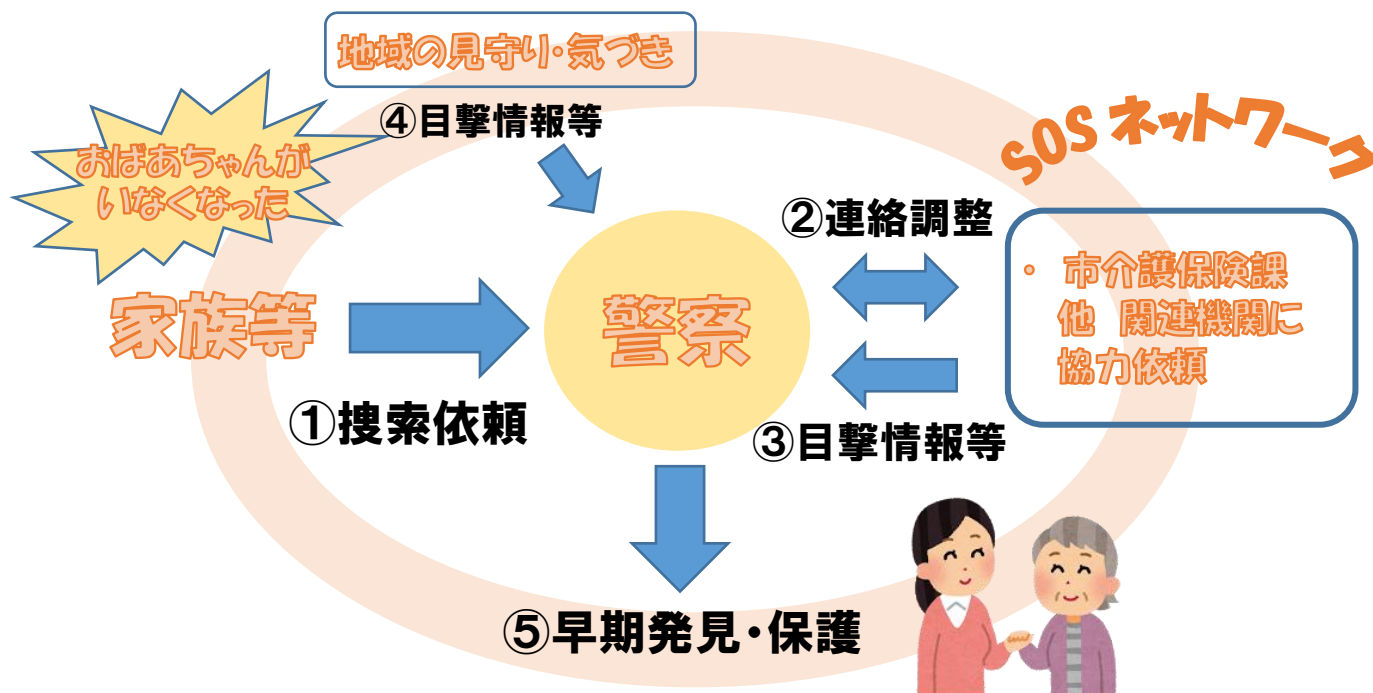 地域の見守り・気づき
④目撃情報等
SOSネットワーク
おばあちゃんが
いなくなった
②連絡調整
・ 市介護保険課
他 関連機関に
協力依頼
家族等
警察
①捜索依頼
③目撃情報等
⑤早期発見・保護